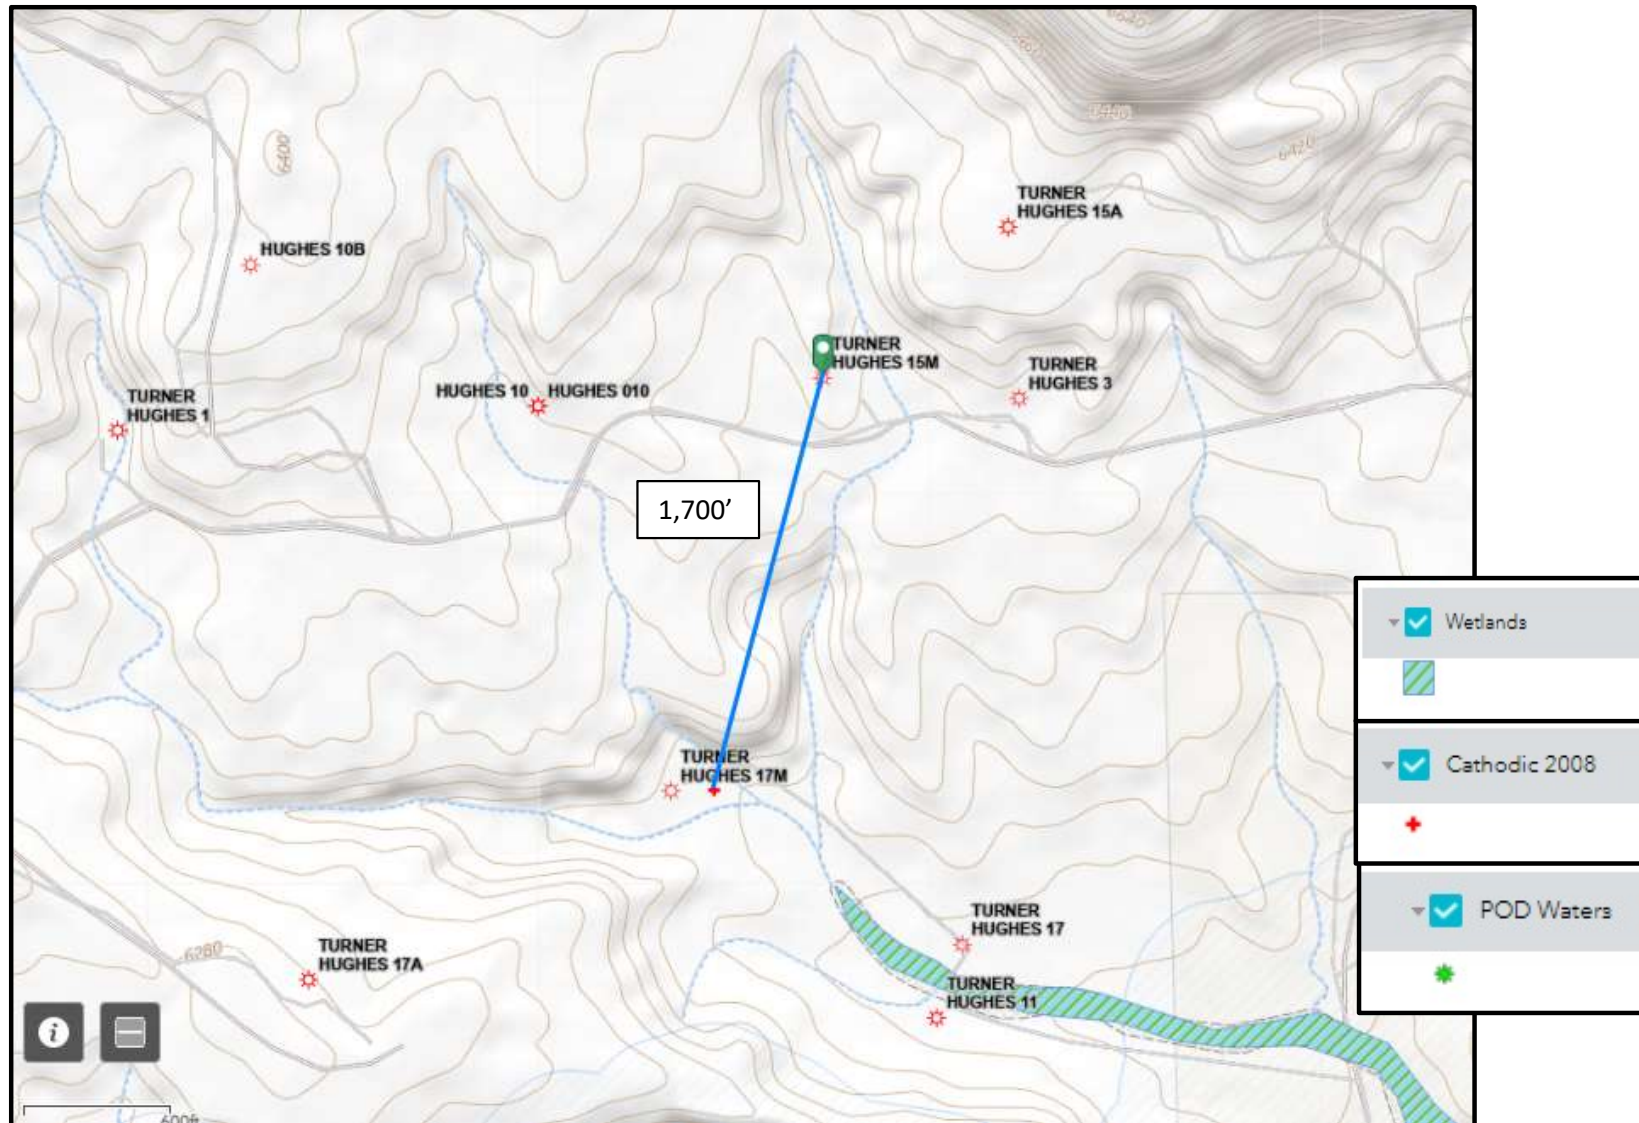 6640
6400
6400
6420
TURNER
HUGHES 15A
HUGHES 10B
TURNER
HUGHES 15M
TURNER
HUGHES 3
TURNER
HUGHES 1
HUGHES 10
HUGHES 010
1,700’
Wetlands
TURNER
HUGHES 17M
Cathodic 2008
POD Waters
TURNER
HUGHES 17
TURNER
HUGHES 17A
6280
TURNER
HUGHES 11
i
600ft